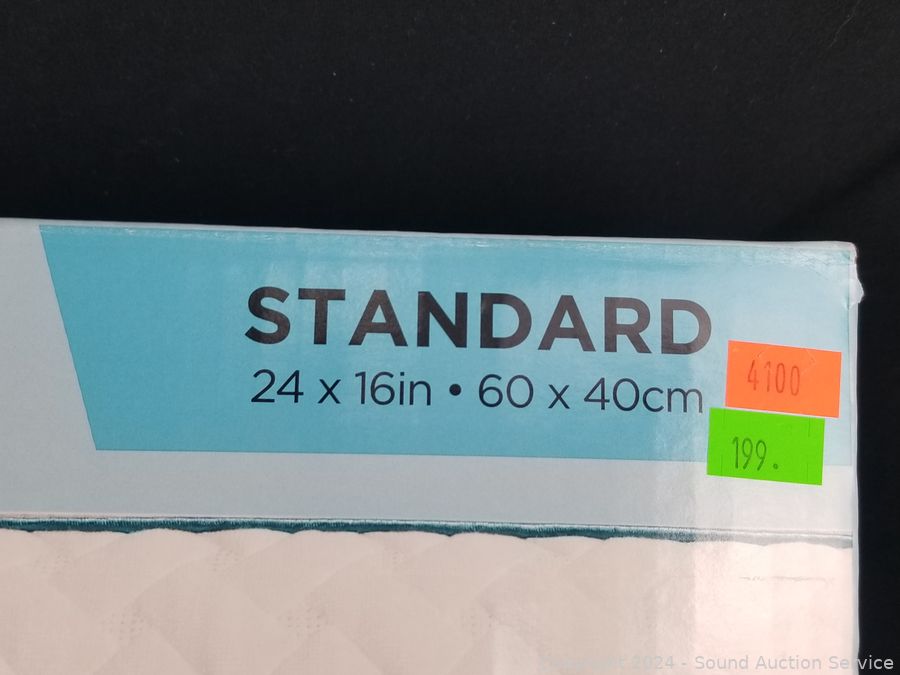 STANDARD
24 x 16in • 60 x 40cm
4100
199.
Copyright 2024 - Sound Auction Service